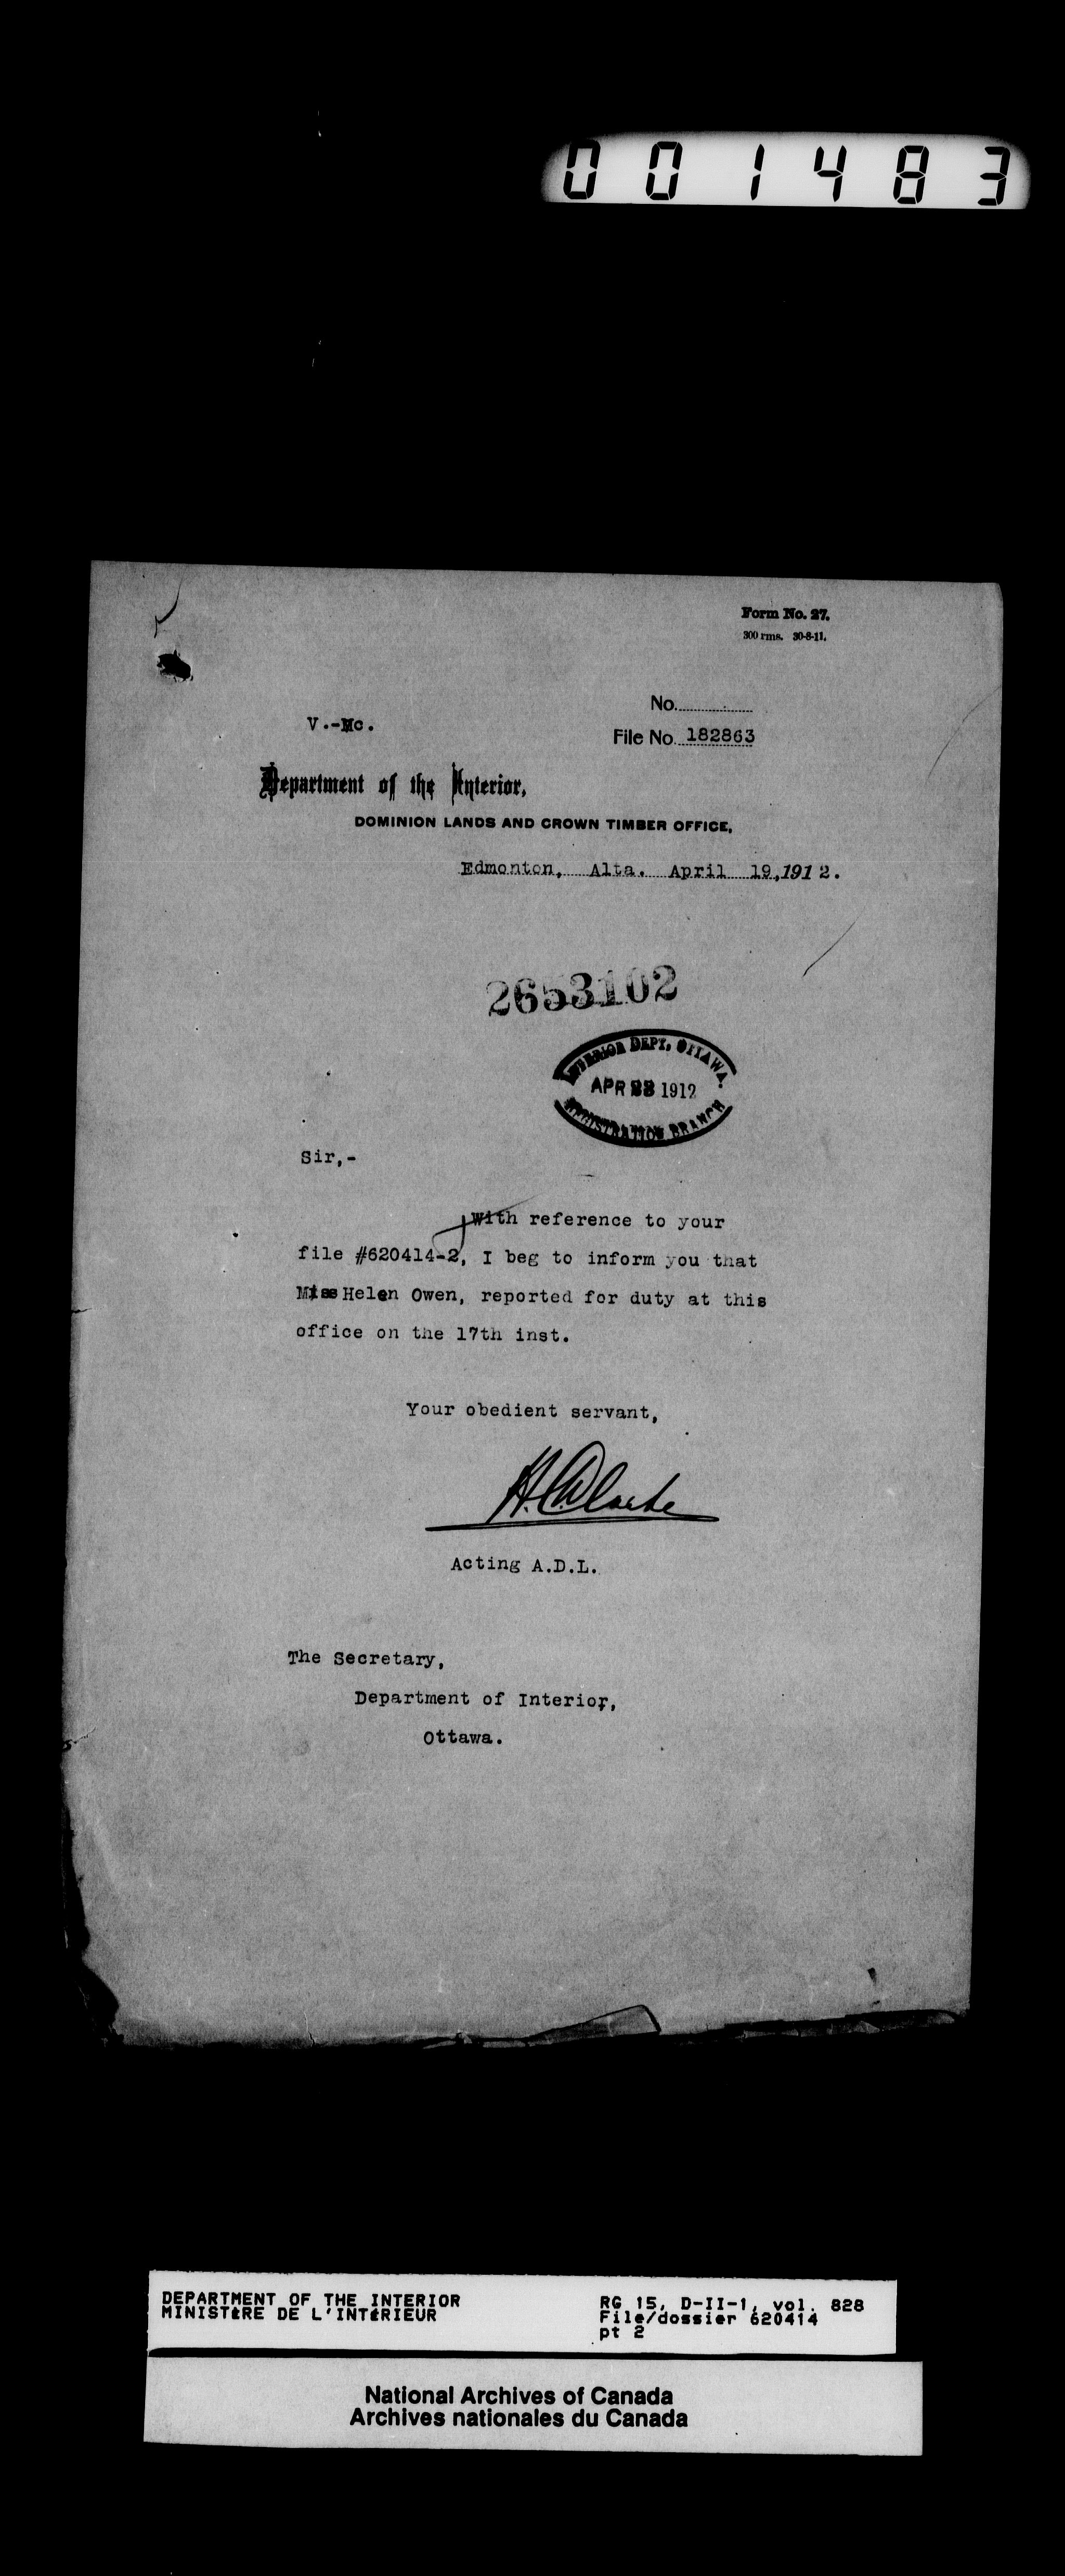 001483
Form No. 27.
300 rms. 30-8-11.
No.
V.-Mc.
File No. 182863
Department of the Interior,
DOMINION LANDS AND CROWN TIMBER OFFICE,
Edmonton, Alta. April 19, 1912.
2653102
INTERIOR DEPT. OTTAWA.
APR 1912
REGISTRATION BRANCH
Sir,-
With reference to your
file #620414-2, I beg to inform you that
Miss Helen Owen, reported for duty at this
office on the 17th inst.
Your obedient servant,
Acting A.D.L.
The Secretary,
Department of Interior,
Ottawa.
DEPARTMENT OF THE INTERIOR
MINISTÈRE DE L'INTÉRIEUR
RG 15, D-II-1, vol. 828
File/dossier 620414
pt 2
National Archives of Canada
Archives nationales du Canada